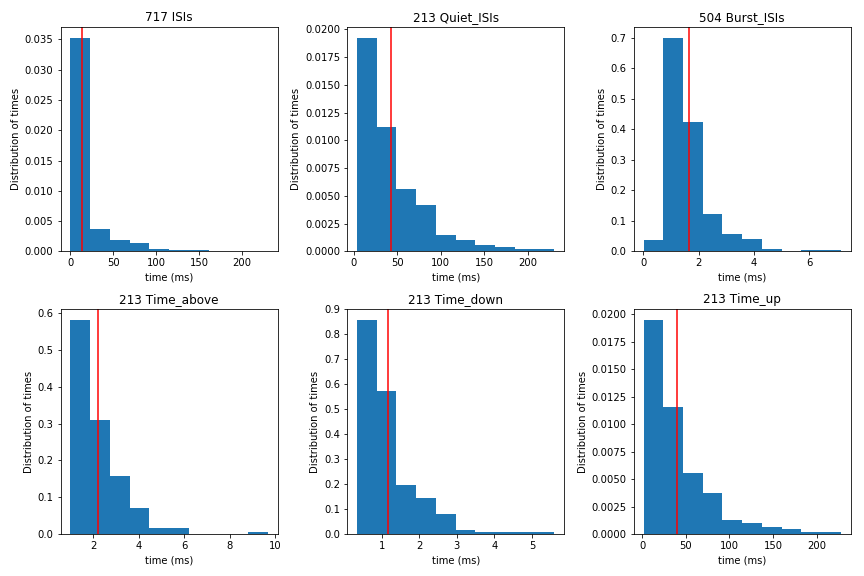 717 ISIs
213 Quiet_ISIs
504 Burst_ISIs
Distribution of times
0.035
0.030
0.025
0.020
0.015
0.010
0.005
0.000
0 50 100 150 200
time (ms)
Distribution of times
0.0200
0.0175
0.0150
0.0125
0.0100
0.0075
0.0050
0.0025
0.0000
0 50 100 150 200
time (ms)
Distribution of times
0.7
0.6
0.5
0.4
0.3
0.2
0.1
0.0
0 2 4 6
time (ms)
213 Time_above
213 Time_down
213 Time_up
Distribution of times
0.6
0.5
0.4
0.3
0.2
0.1
0.0
2 4 6 8 10
time (ms)
Distribution of times
0.9
0.8
0.7
0.6
0.5
0.4
0.3
0.2
0.1
0.0
1 2 3 4 5
time (ms)
Distribution of times
0.0200
0.0175
0.0150
0.0125
0.0100
0.0075
0.0050
0.0025
0.0000
0 50 100 150 200
time (ms)